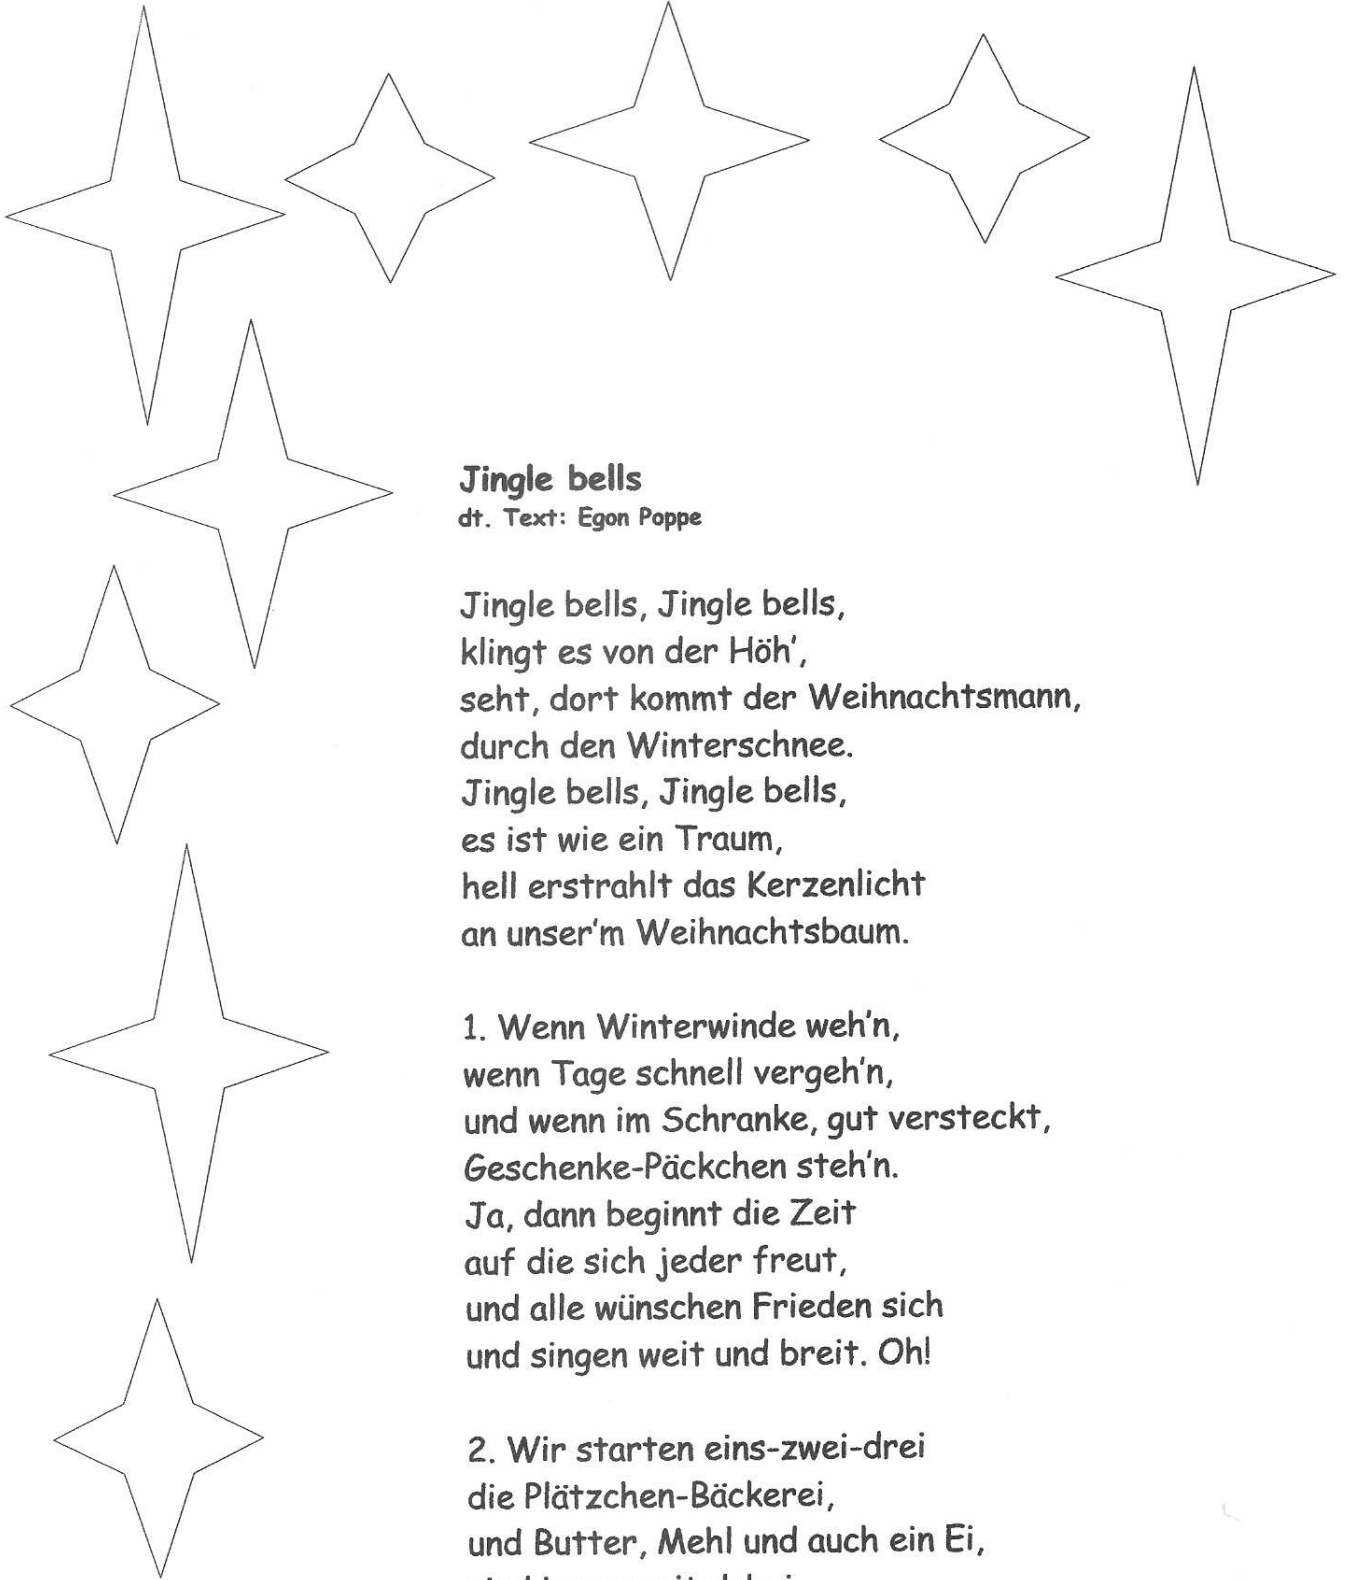 Jingle bells
dt. Text: Egon Poppe
Jingle bells, Jingle bells,
klingt es von der Höh',
seht, dort kommt der Weihnachtsmann,
durch den Winterschnee.
Jingle bells, Jingle bells,
es ist wie ein Traum,
hell erstrahlt das Kerzenlicht
an unser'm Weihnachtsbaum.
1. Wenn Winterwinde weh'n,
wenn Tage schnell vergeh'n,
und wenn im Schranke, gut versteckt,
Geschenke-Päckchen steh'n.
Ja, dann beginnt die Zeit
auf die sich jeder freut,
und alle wünschen Frieden sich
und singen weit und breit. Oh!
2. Wir starten eins-zwei-drei
die Plätzchen-Bäckerei,
und Butter, Mehl und auch ein Ei,